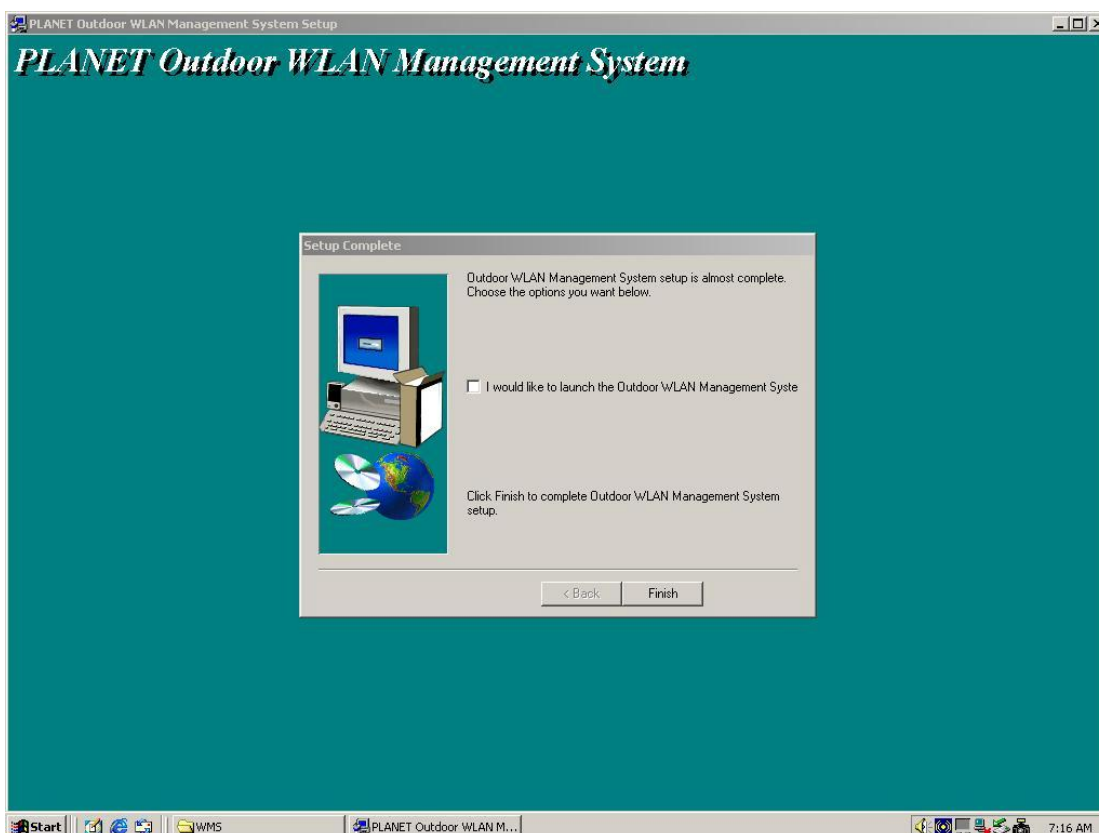 PLANET Outdoor WLAN Management System Setup
PLANET Outdoor WLAN Management System
Setup Complete
Outdoor WLAN Management System setup is almost complete.
Choose the options you want below.
I would like to launch the Outdoor WLAN Management Syste
Click Finish to complete Outdoor WLAN Management System
setup.
< Back
Finish
Start
WMS
PLANET Outdoor WLAN M...
7:16 AM